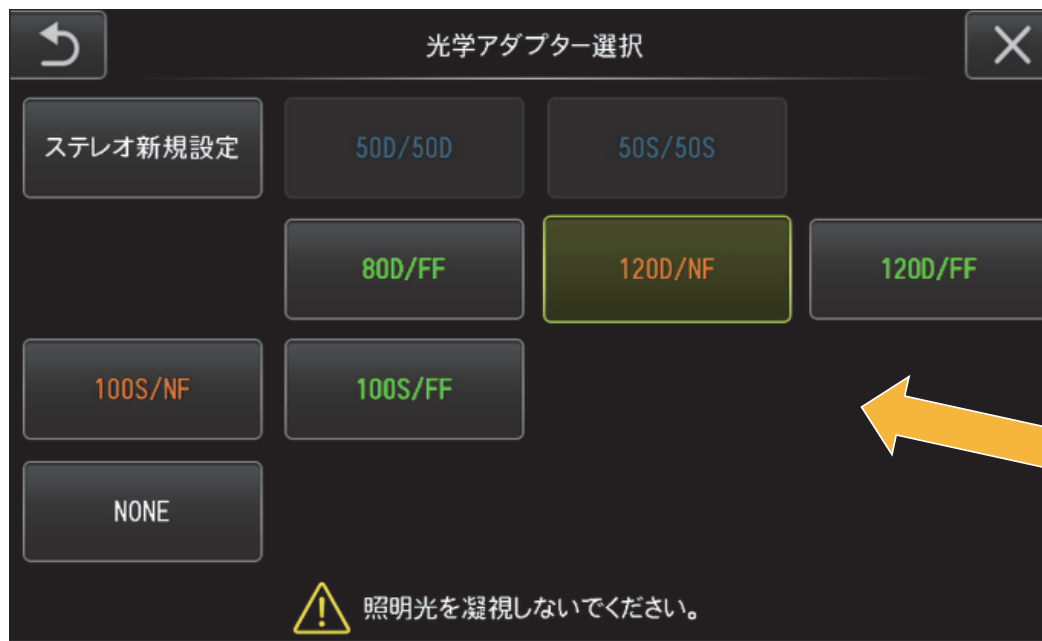 光学アダプター選択
ステレオ新規設定 50D/50D 50S/50S
80D/FF 120D/NF 120D/FF
100S/NF 100S/FF
NONE
照明光を凝視しないでください。